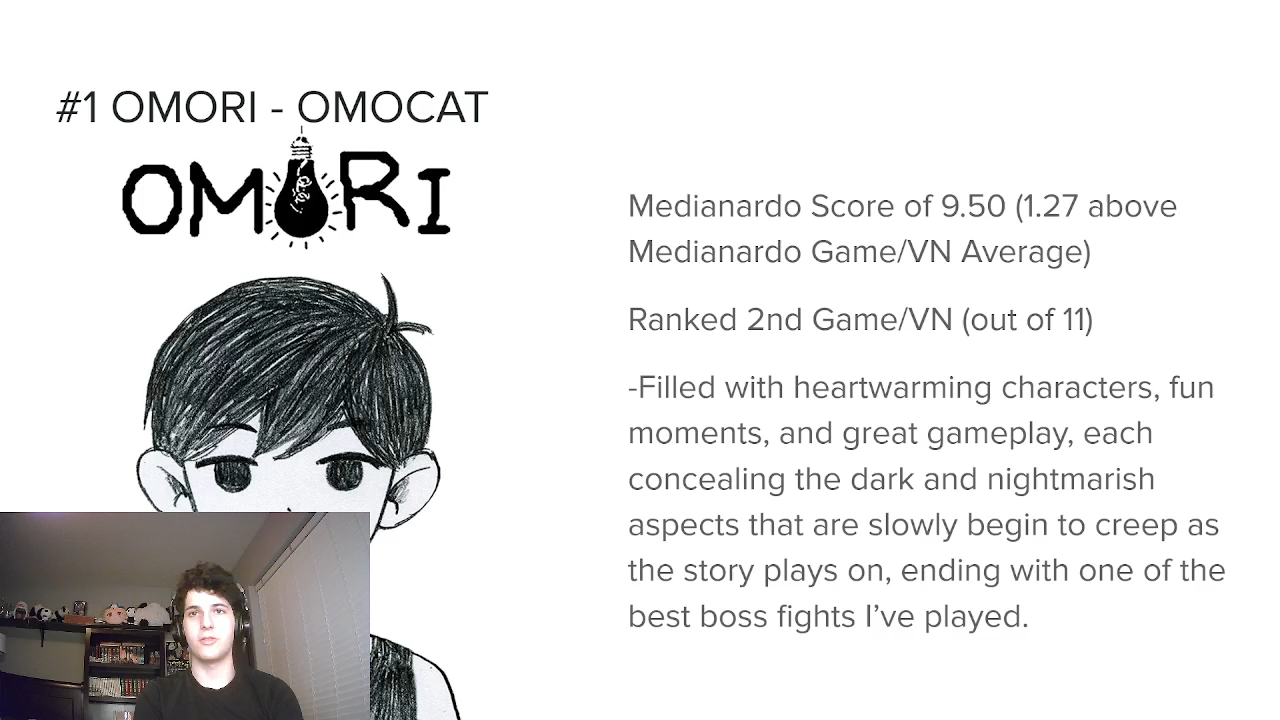 #1 OMORI - OMOCAT
OMORI
Medianardo Score of 9.50 (1.27 above
Medianardo Game/VN Average)
Ranked 2nd Game/VN (out of 11)
-Filled with heartwarming characters, fun
moments, and great gameplay, each
concealing the dark and nightmarish
aspects that are slowly begin to creep as
the story plays on, ending with one of the
best boss fights I’ve played.